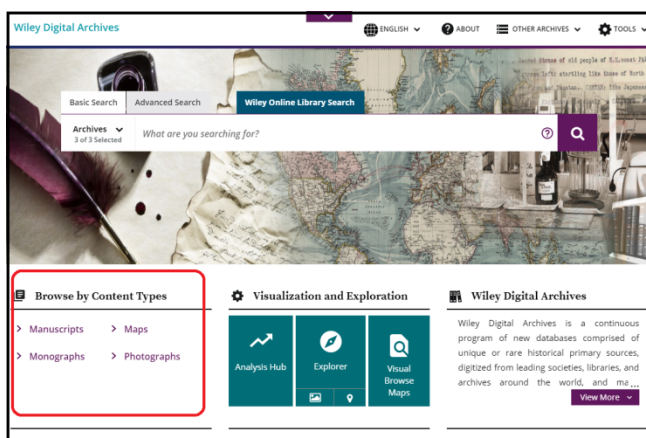 Wiley Digital Archives
ENGLISH
ABOUT
OTHER ARCHIVES
TOOLS
Basic Search
Advanced Search
Wiley Online Library Search
Archives
3 of 3 Selected
What are you searching for?
Browse by Content Types
Manuscripts
Maps
Monographs
Photographs
Visualization and Exploration
Analysis Hub
Explorer
Visual
Browse
Maps
Wiley Digital Archives
Wiley Digital Archives is a continuous
program of new databases comprised of
unique or rare historical primary sources,
digitized from leading societies, libraries, and
archives around the world, and ma...
View More